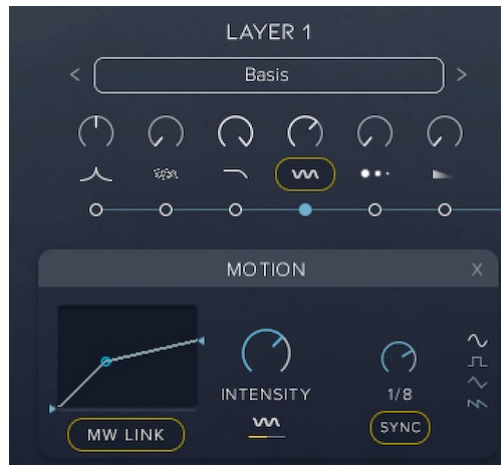 LAYER 1
< Basis >
MOTION X
INTENSITY
1/8
MW LINK
SYNC